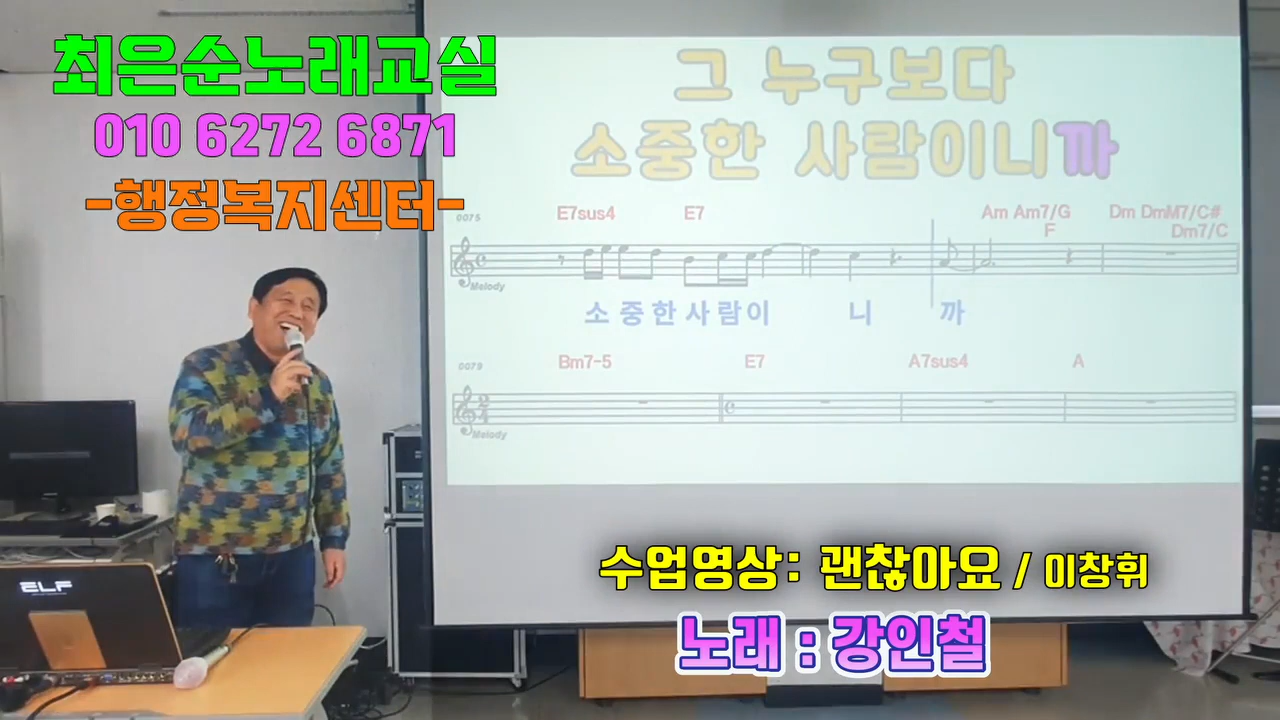 최은순노래교실
010 6272 6871
-행정복지센터-
그 누구보다
소중한 사람이니까
0075 E7sus4 E7 Am Am7/G Dm DmM7/C#
F Dm7/C
Melody
소 중 한 사 람 이 니 까
0079 Bm7-5 E7 A7sus4 A
Melody
ELF
수업영상: 괜찮아요 / 이창휘
노래 : 강인철